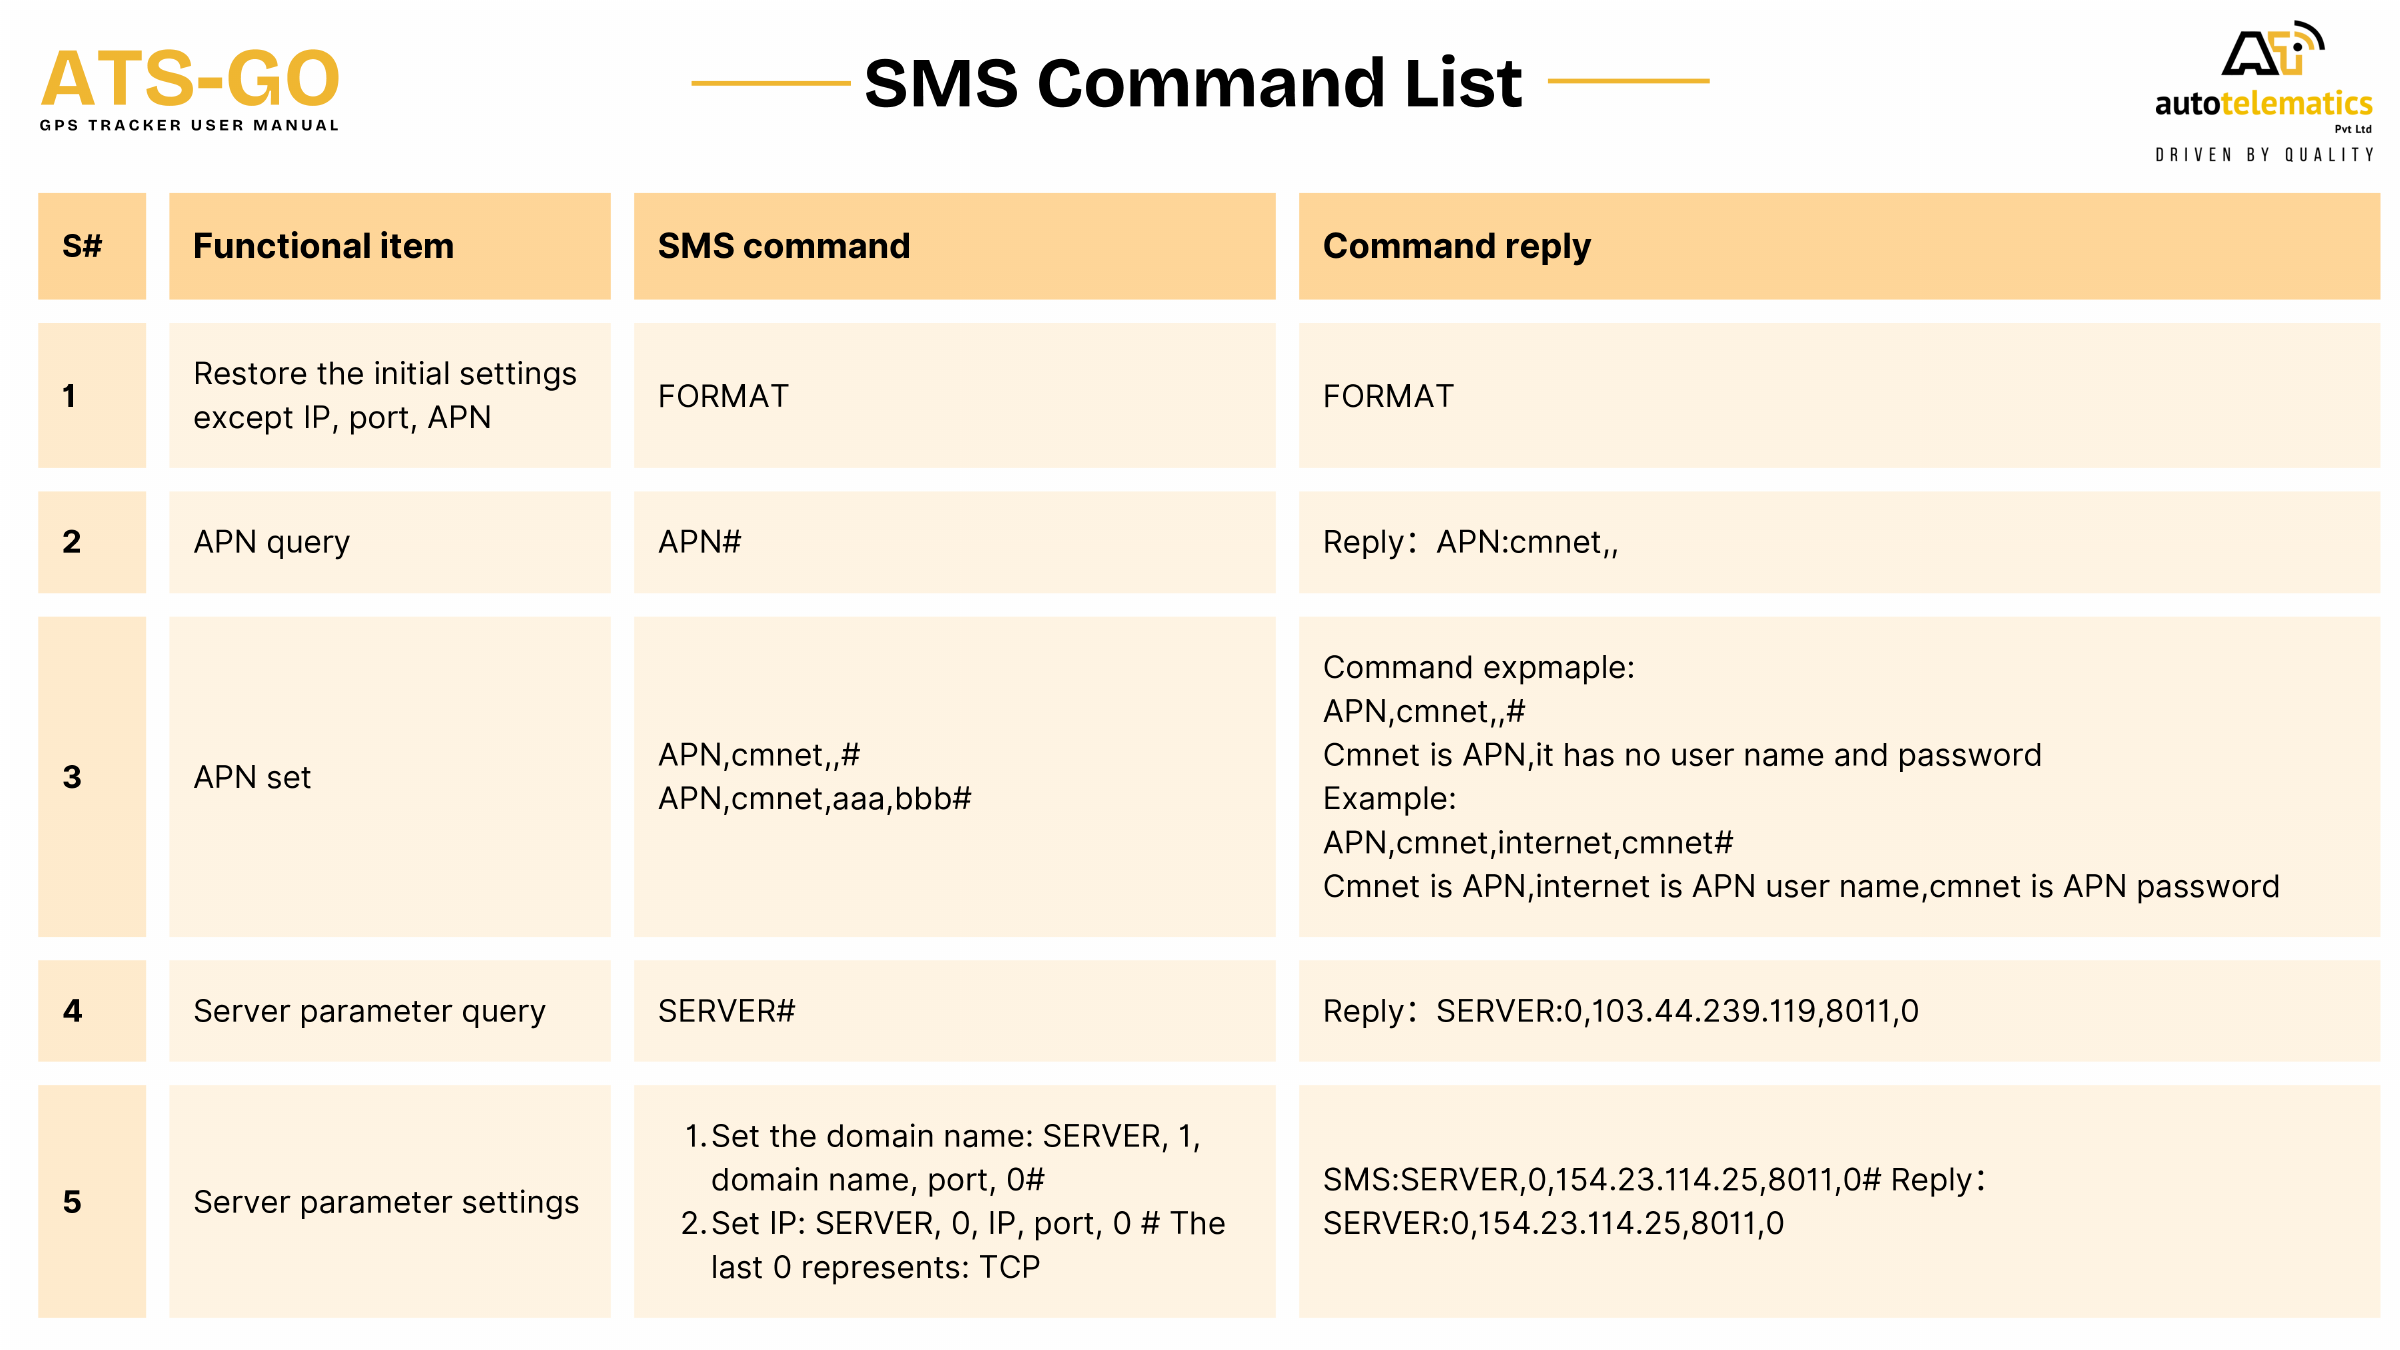 ATS-GO
GPS TRACKER USER MANUAL
SMS Command List
autotelematics
Pvt Ltd
DRIVEN BY QUALITY
S#
Functional item
SMS command
Command reply
1
Restore the initial settings
except IP, port, APN
FORMAT
FORMAT
2
APN query
APN#
Reply：APN:cmnet,,
3
APN set
APN,cmnet,,#
APN,cmnet,aaa,bbb#
Command expmaple:
APN,cmnet,,#
Cmnet is APN,it has no user name and password
Example:
APN,cmnet,internet,cmnet#
Cmnet is APN,internet is APN user name,cmnet is APN password
4
Server parameter query
SERVER#
Reply：SERVER:0,103.44.239.119,8011,0
5
Server parameter settings
1.Set the domain name: SERVER, 1,
domain name, port, 0#
2.Set IP: SERVER, 0, IP, port, 0 # The
last 0 represents: TCP
SMS:SERVER,0,154.23.114.25,8011,0# Reply：
SERVER:0,154.23.114.25,8011,0